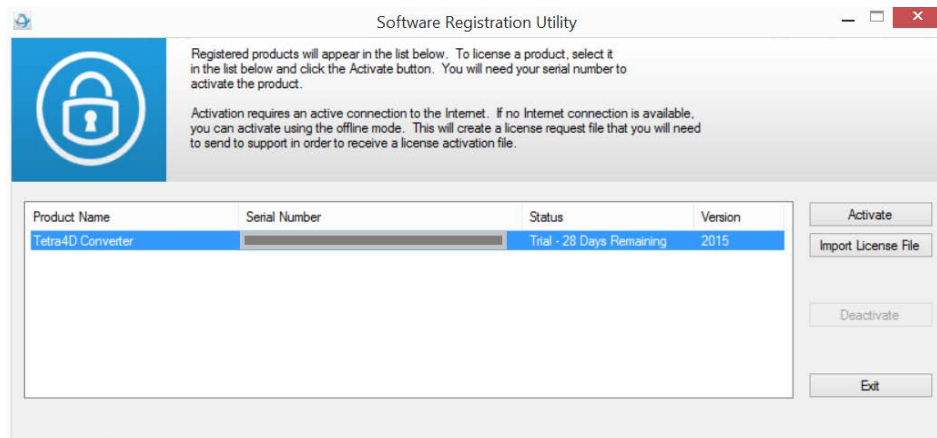 Software Registration Utility
Registered products will appear in the list below. To license a product, select it
in the list below and click the Activate button. You will need your serial number to
activate the product.
Activation requires an active connection to the Internet. If no Internet connection is available,
you can activate using the offline mode. This will create a license request file that you will need
to send to support in order to receive a license activation file.
Product Name Serial Number Status Version
Tetra4D Converter Trial - 28 Days Remaining 2015
Activate
Import License File
Deactivate
Exit